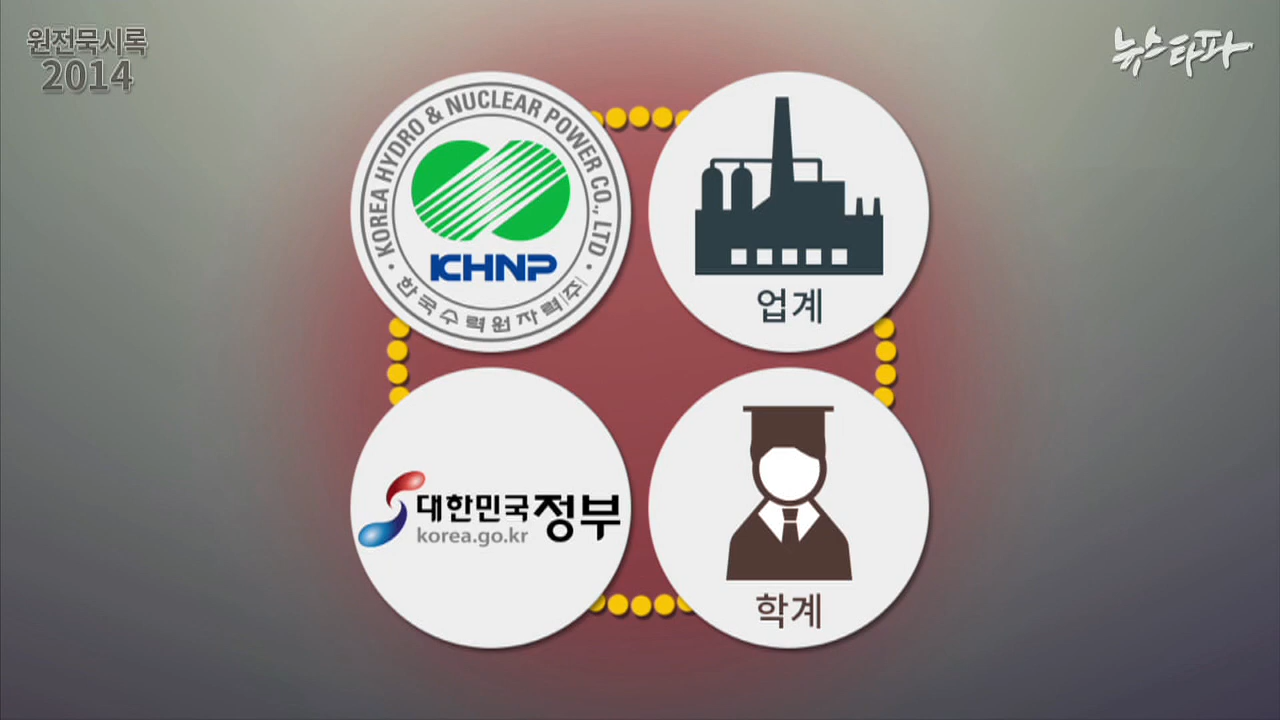 원전묵시록
2014
뉴스타파
KOREA HYDRO & NUCLEAR POWER CO., LTD
KHNP
한국수력원자력(주)
업계
대한민국정부
korea.go.kr
학계